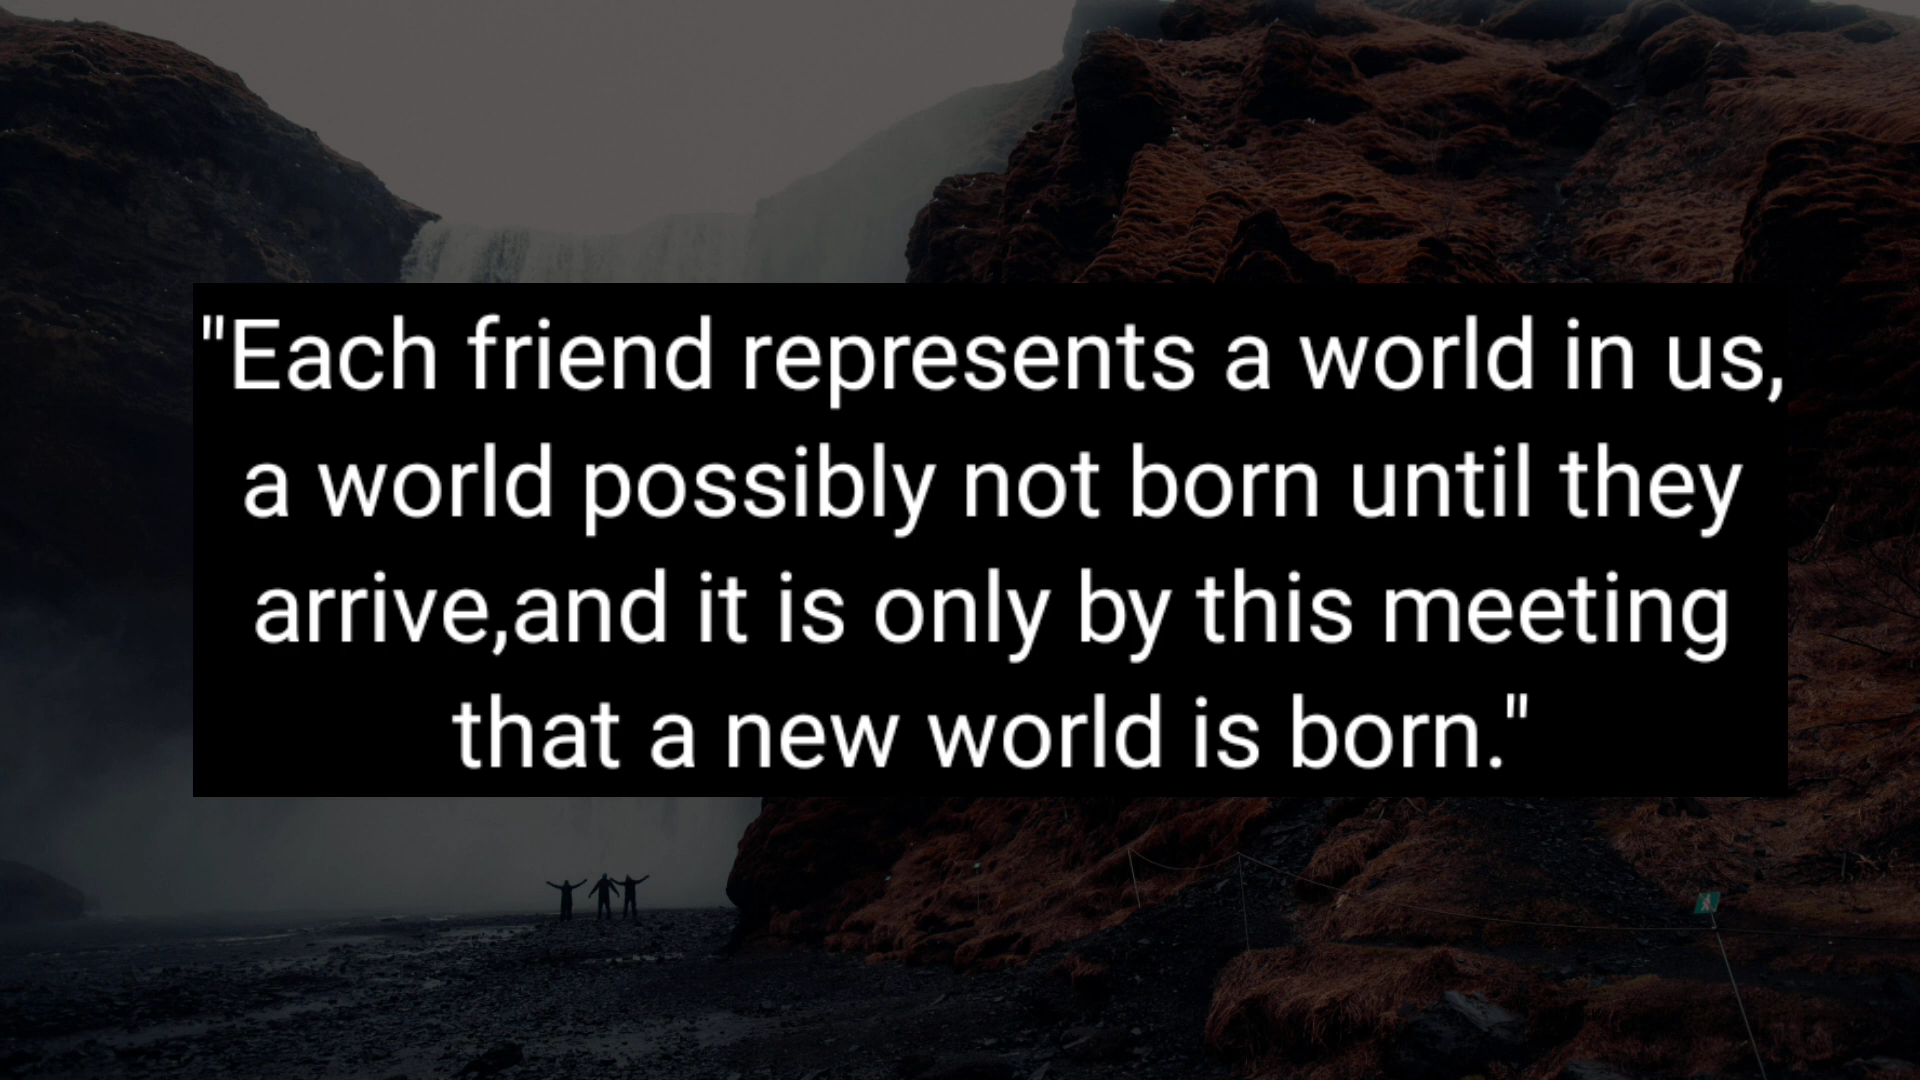 "Each friend represents a world in us,
a world possibly not born until they
arrive,and it is only by this meeting
that a new world is born."